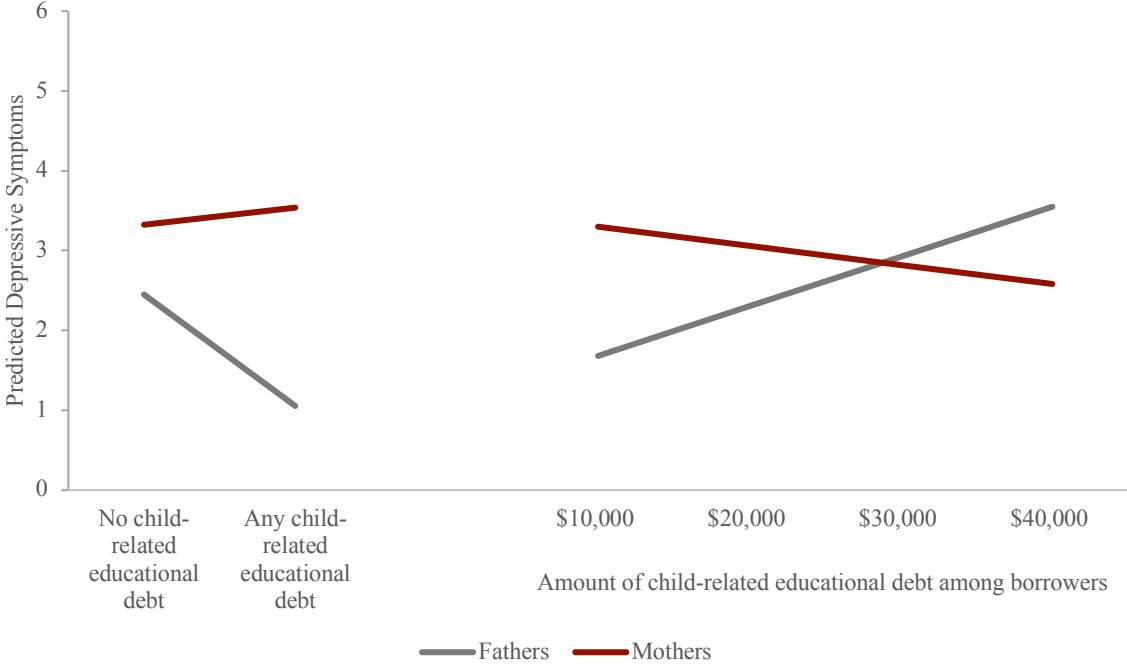 6
5
4
3
2
1
0
Predicted Depressive Symptoms
No child-
related
educational
debt
Any child-
related
educational
debt
$10,000
$20,000
$30,000
$40,000
Amount of child-related educational debt among borrowers
Fathers
Mothers